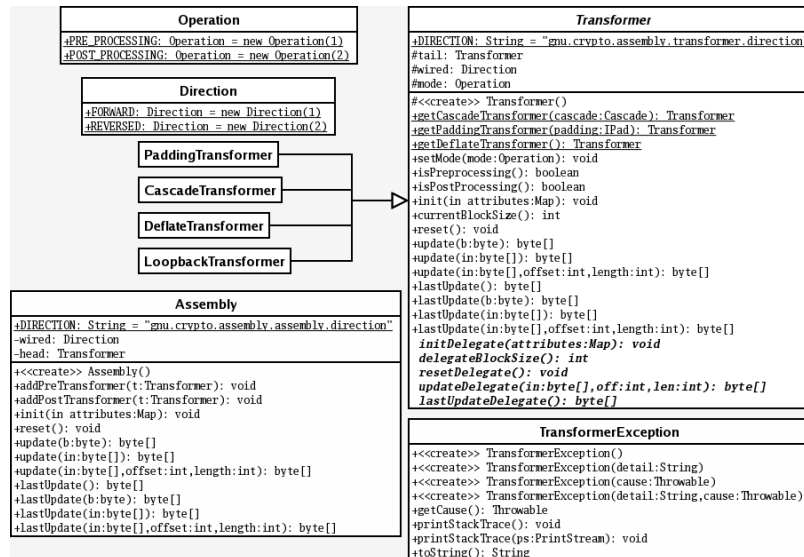 Operation
+PRE_PROCESSING: Operation = new Operation(1)
+POST_PROCESSING: Operation = new Operation(2)
Direction
+FORWARD: Direction = new Direction(1)
+REVERSED: Direction = new Direction(2)
PaddingTransformer
CascadeTransformer
DeflateTransformer
LoopbackTransformer
Assembly
+DIRECTION: String = "gnu.crypto.assembly.assembly.direction"
-wired: Direction
-head: Transformer
+<<create>> Assembly()
+addPreTransformer(t:Transformer): void
+addPostTransformer(t:Transformer): void
+init(in attributes:Map): void
+reset(): void
+update(b:byte): byte[]
+update(in:byte[]): byte[]
+update(in:byte[],offset:int,length:int): byte[]
+lastUpdate(): byte[]
+lastUpdate(b:byte): byte[]
+lastUpdate(in:byte[]): byte[]
+lastUpdate(in:byte[],offset:int,length:int): byte[]
Transformer
+DIRECTION: String = "gnu.crypto.assembly.transformer.direction
#tail: Transformer
#wired: Direction
#mode: Operation
#<<create>> Transformer()
+getCascadeTransformer(cascade:Cascade): Transformer
+getPaddingTransformer(padding:IPad): Transformer
+getDeflateTransformer(): Transformer
+setMode(mode:Operation): void
+isPreprocessing(): boolean
+isPostProcessing(): boolean
+init(in attributes:Map): void
+currentBlockSize(): int
+reset(): void
+update(b:byte): byte[]
+update(in:byte[]): byte[]
+update(in:byte[],offset:int,length:int): byte[]
+lastUpdate(): byte[]
+lastUpdate(b:byte): byte[]
+lastUpdate(in:byte[]): byte[]
+lastUpdate(in:byte[],offset:int,length:int): byte[]
initDelegate(attributes:Map): void
delegateBlockSize(): int
resetDelegate(): void
updateDelegate(in:byte[],off:int,len:int): byte[]
lastUpdateDelegate(): byte[]
TransformerException
+<<create>> TransformerException()
+<<create>> TransformerException(detail:String)
+<<create>> TransformerException(cause:Throwable)
+<<create>> TransformerException(detail:String,cause:Throwable)
+getCause(): Throwable
+printStackTrace(): void
+printStackTrace(ps:PrintStream): void
+toString(): String